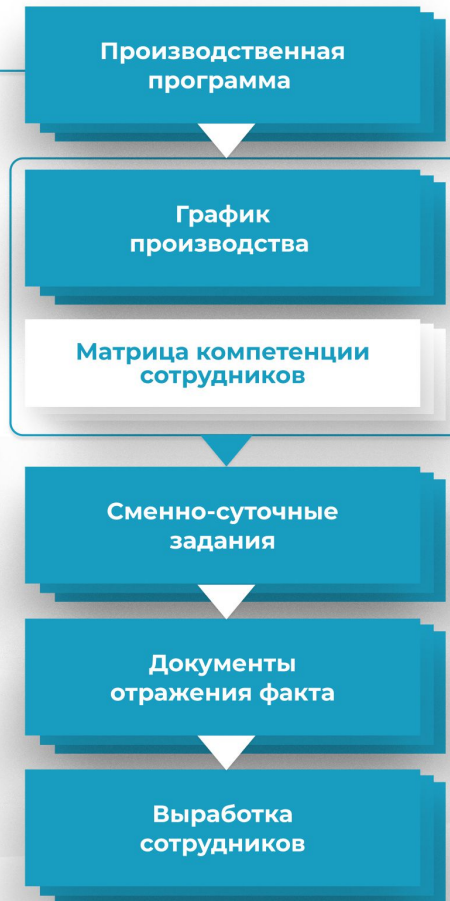 Производственная
программа
График
производства
Матрица компетенции
сотрудников
Сменно-суточные
задания
Документы
отражения факта
Выработка
сотрудников